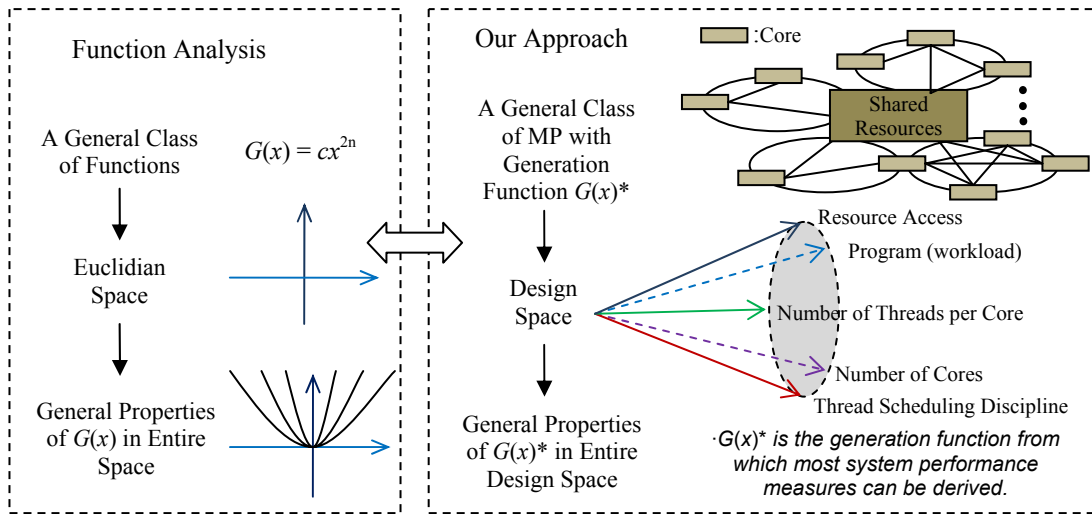 Function Analysis
A General Class
of Functions
G(x) = cx²ⁿ
Euclidian
Space
General Properties
of G(x) in Entire
Space
Our Approach
:Core
A General Class
of MP with
Generation
Function G(x)*
Shared
Resources
Design
Space
Resource Access
Program (workload)
Number of Threads per Core
Number of Cores
Thread Scheduling Discipline
General Properties
of G(x)* in Entire
Design Space
·G(x)* is the generation function from
which most system performance
measures can be derived.